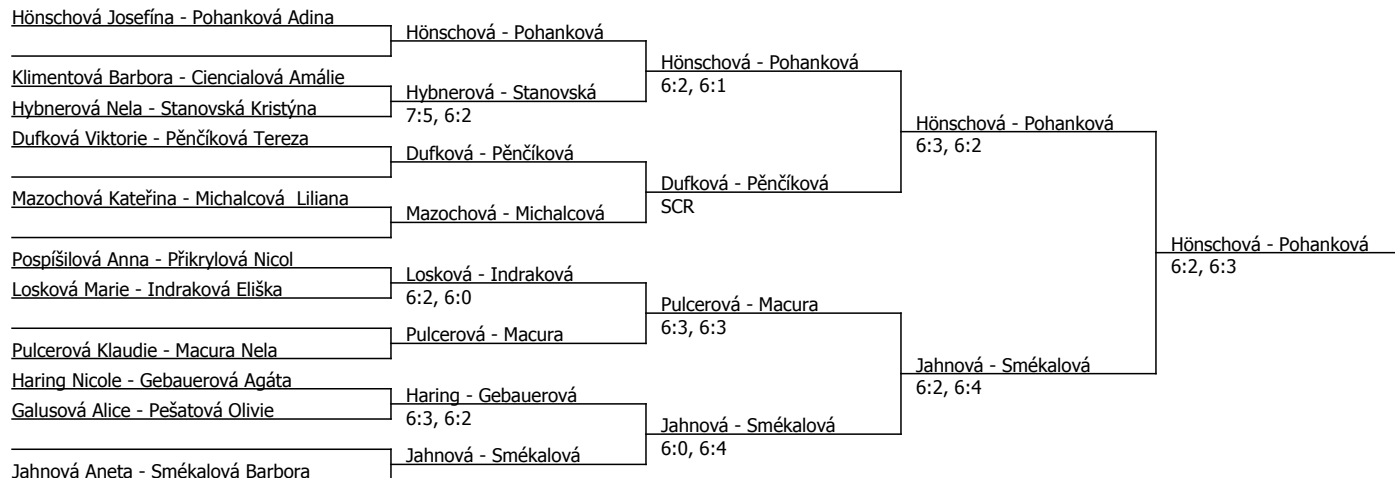 Hönschová Josefína - Pohanková Adina
Klimentová Barbora - Ciencialová Amálie
Hybnerová Nela - Stanovská Kristýna
Dufková Viktorie - Pěnčíková Tereza
Mazochová Kateřina - Michalcová  Liliana
Pospíšilová Anna - Přikrylová Nicol
Losková Marie - Indraková Eliška
Pulcerová Klaudie - Macura Nela
Haring Nicole - Gebauerová Agáta
Galusová Alice - Pešatová Olivie
Jahnová Aneta - Smékalová Barbora
Hönschová - Pohanková
Hybnerová - Stanovská
7:5, 6:2
Dufková - Pěnčíková
Mazochová - Michalcová
Losková - Indraková
6:2, 6:0
Pulcerová - Macura
Haring - Gebauerová
6:3, 6:2
Jahnová - Smékalová
Hönschová - Pohanková
6:2, 6:1
Dufková - Pěnčíková
SCR
Pulcerová - Macura
6:3, 6:3
Jahnová - Smékalová
6:0, 6:4
Hönschová - Pohanková
6:3, 6:2
Jahnová - Smékalová
6:2, 6:4
Hönschová - Pohanková
6:2, 6:3